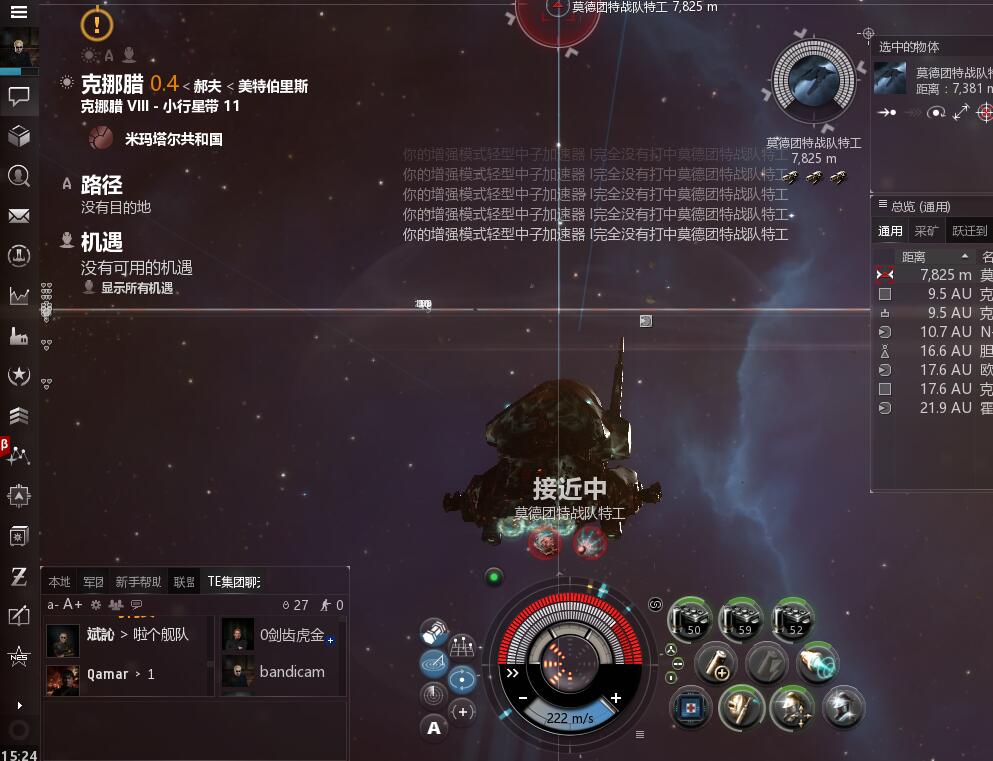 莫德团特战队特工 7,825 m
克挪腊 0.4 < 郝夫 < 美特伯里斯
克挪腊 VIII - 小行星带 11
米玛塔尔共和国
A 路径
没有目的地
机遇
没有可用的机遇
显示所有机遇
你的增强模式轻型中子加速器 I完全没有打中莫德团特战队特工
你的增强模式轻型中子加速器 I完全没有打中莫德团特战队特工
你的增强模式轻型中子加速器 I完全没有打中莫德团特战队特工
你的增强模式轻型中子加速器 I完全没有打中莫德团特战队特工
你的增强模式轻型中子加速器 I完全没有打中莫德团特战队特工
莫德团特战队特工
7,825 m
选中的物体
莫德团特战队特
距离：7,381 m
总览 (通用)
通用 采矿 跃迁到
距离 名
7,825 m 莫
9.5 AU 克
9.5 AU 克
10.7 AU N
16.6 AU 胆
17.6 AU 欧
17.6 AU 克
21.9 AU 霍
接近中
莫德团特战队特工
β
本地 军团 新手帮助 联盟 TE集团聊天
a- A+ 27 0
> 啦个舰队
Qamar > 1
0剑齿虎金
bandicam
50 59 52
222 m/s
A
NES
15:24